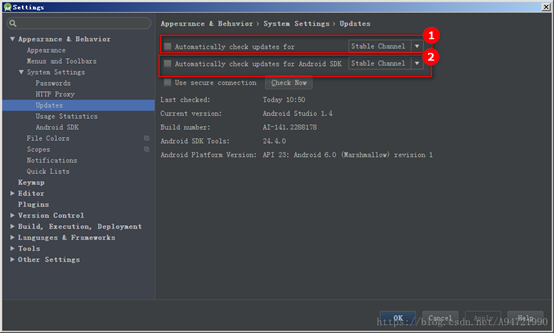 Settings
Appearance & Behavior
Appearance
Menus and Toolbars
System Settings
Passwords
HTTP Proxy
Updates
Usage Statistics
Android SDK
File Colors
Scopes
Notifications
Quick Lists
Keymap
Editor
Plugins
Version Control
Build, Execution, Deployment
Languages & Frameworks
Tools
Other Settings
Appearance & Behavior › System Settings › Updates
1
Automatically check updates for Stable Channel
2
Automatically check updates for Android SDK Stable Channel
Use secure connection Check Now
Last checked: Today 10:50
Current version: Android Studio 1.4
Build number: AI-141.2288178
Android SDK Tools: 24.4.0
Android Platform Version: API 23: Android 6.0 (Marshmallow) revision 1
OK Cancel Apply Help
https://blog.csdn.net/A94721990